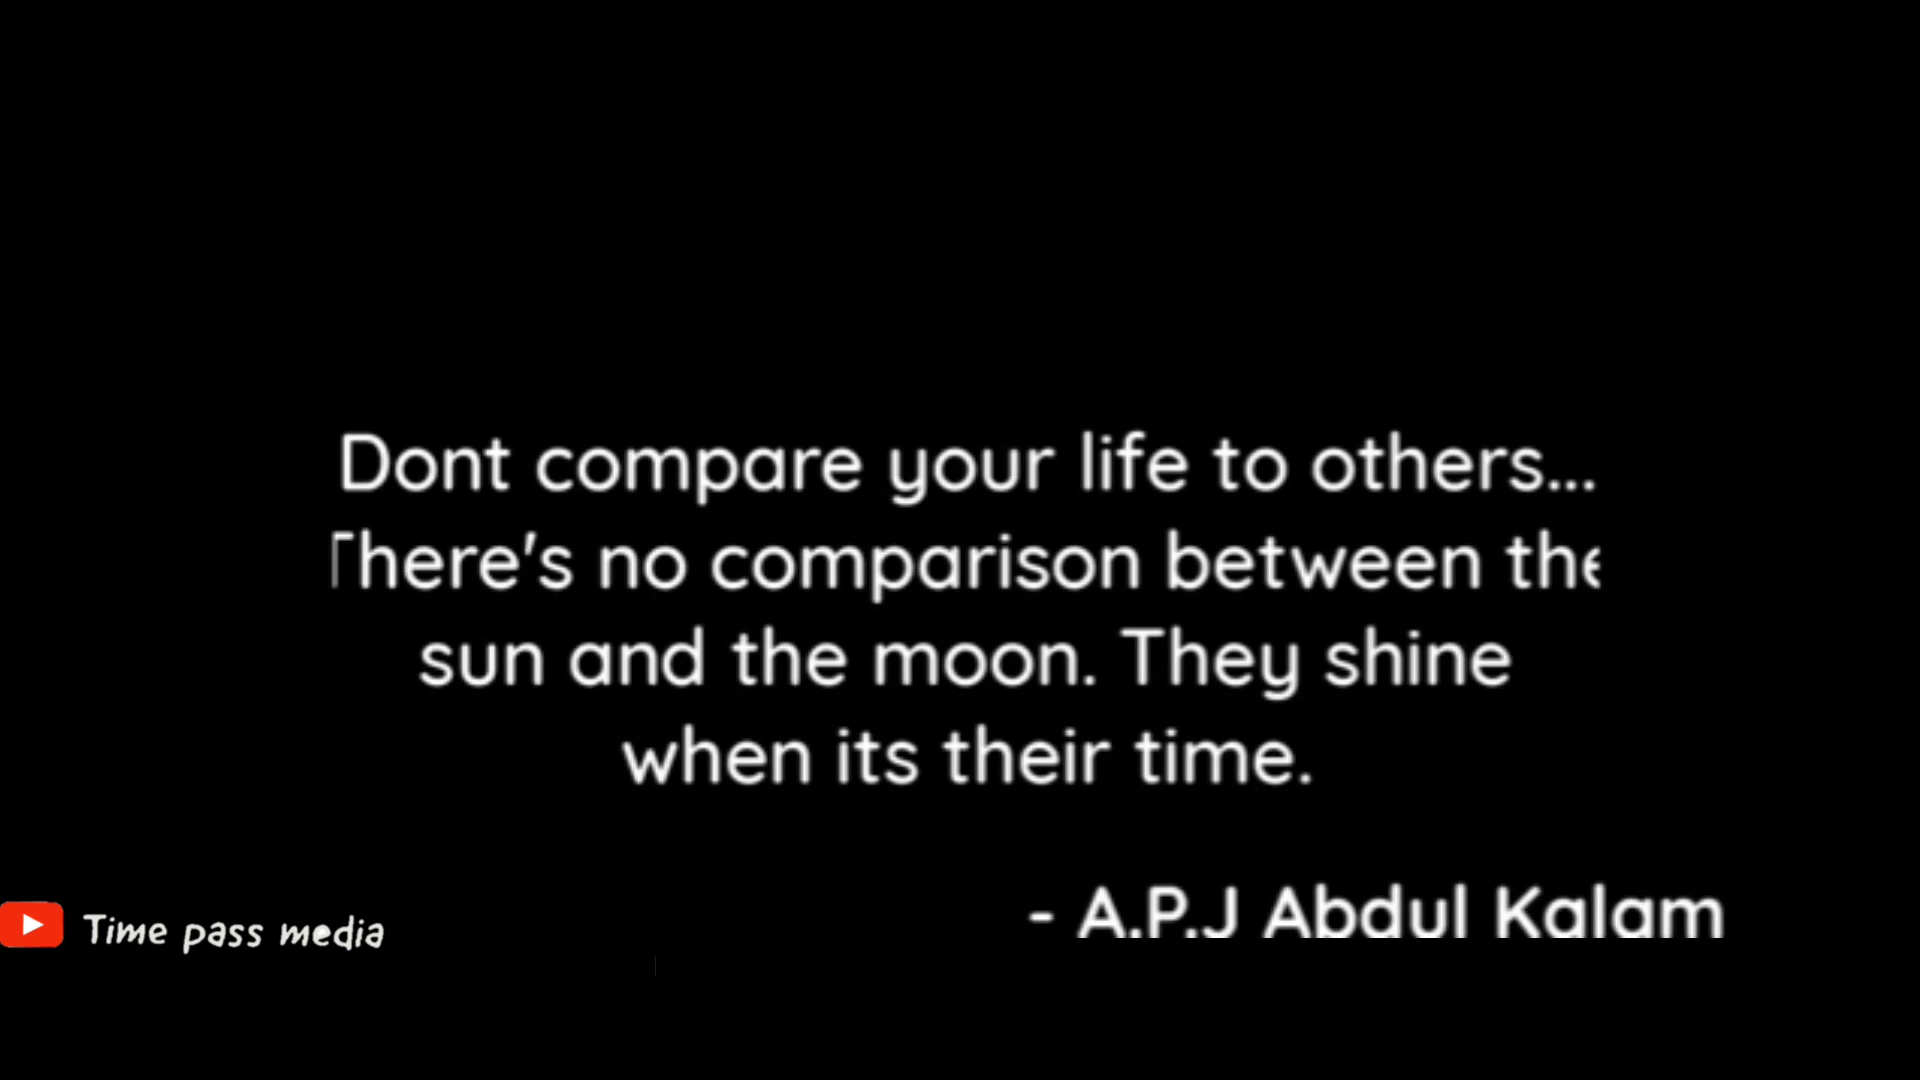 Dont compare your life to others...
There's no comparison between the
sun and the moon. They shine
when its their time.
- A.P.J Abdul Kalam
Time pass media